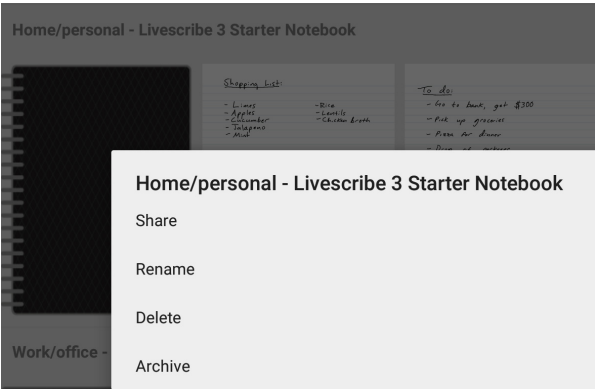 Home/personal - Livescribe 3 Starter Notebook
Shopping List:
- Limes
- Apples
- Cucumber
- Jalapeno
- Mint
- Rice
- Lentils
- Chicken broth
To do:
- Go to bank, get $300
- Pick up groceries
- Pizza for dinner
- Drop off
Home/personal - Livescribe 3 Starter Notebook
Share
Rename
Delete
Archive
Work/office -